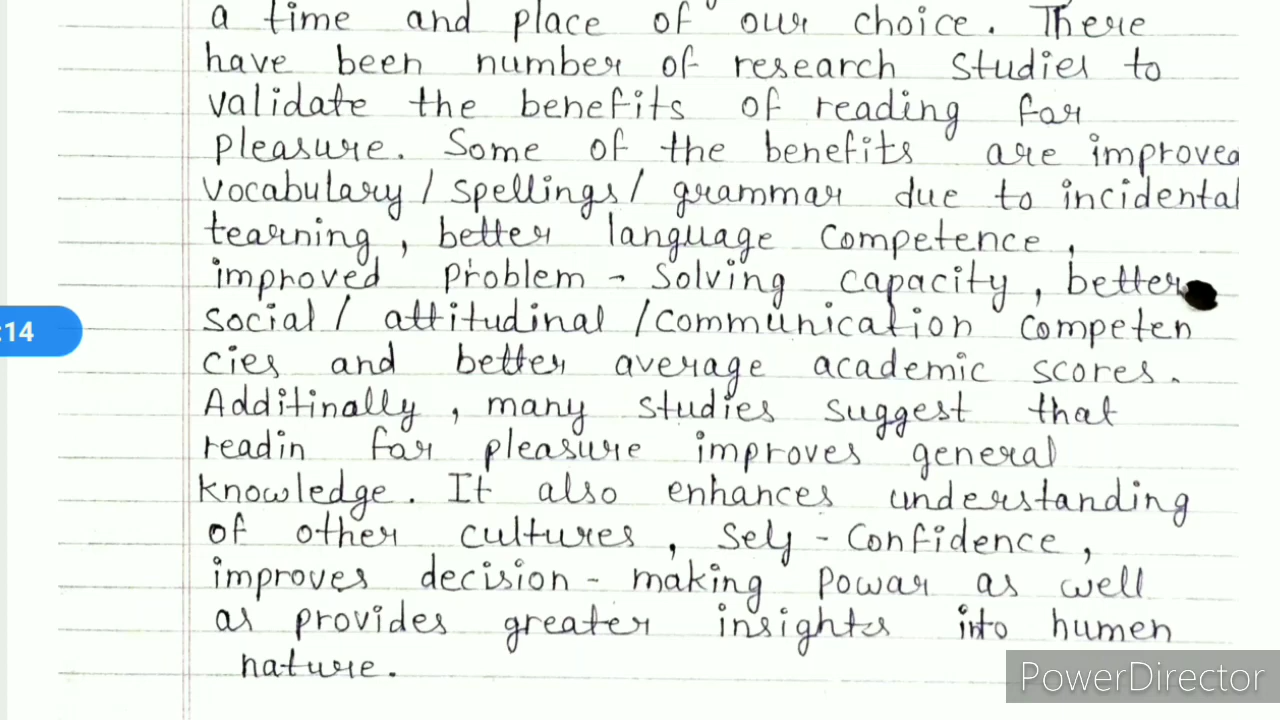 a time and place of our choice. There
have been number of research studies to
validate the benefits of reading for
pleasure. Some of the benefits are improved
vocabulary/spellings/grammar due to incidental
tearning, better language competence,
improved problem - solving capacity, better
social/attitudinal/communication competen
cies and better average academic scores.
Additinally, many studies suggest that
readin for pleasure improves general
knowledge. It also enhances understanding
of other cultures, Sely - Confidence,
improves decision - making powar as well
as provides greater insights into humen
nature.
:14
PowerDirector